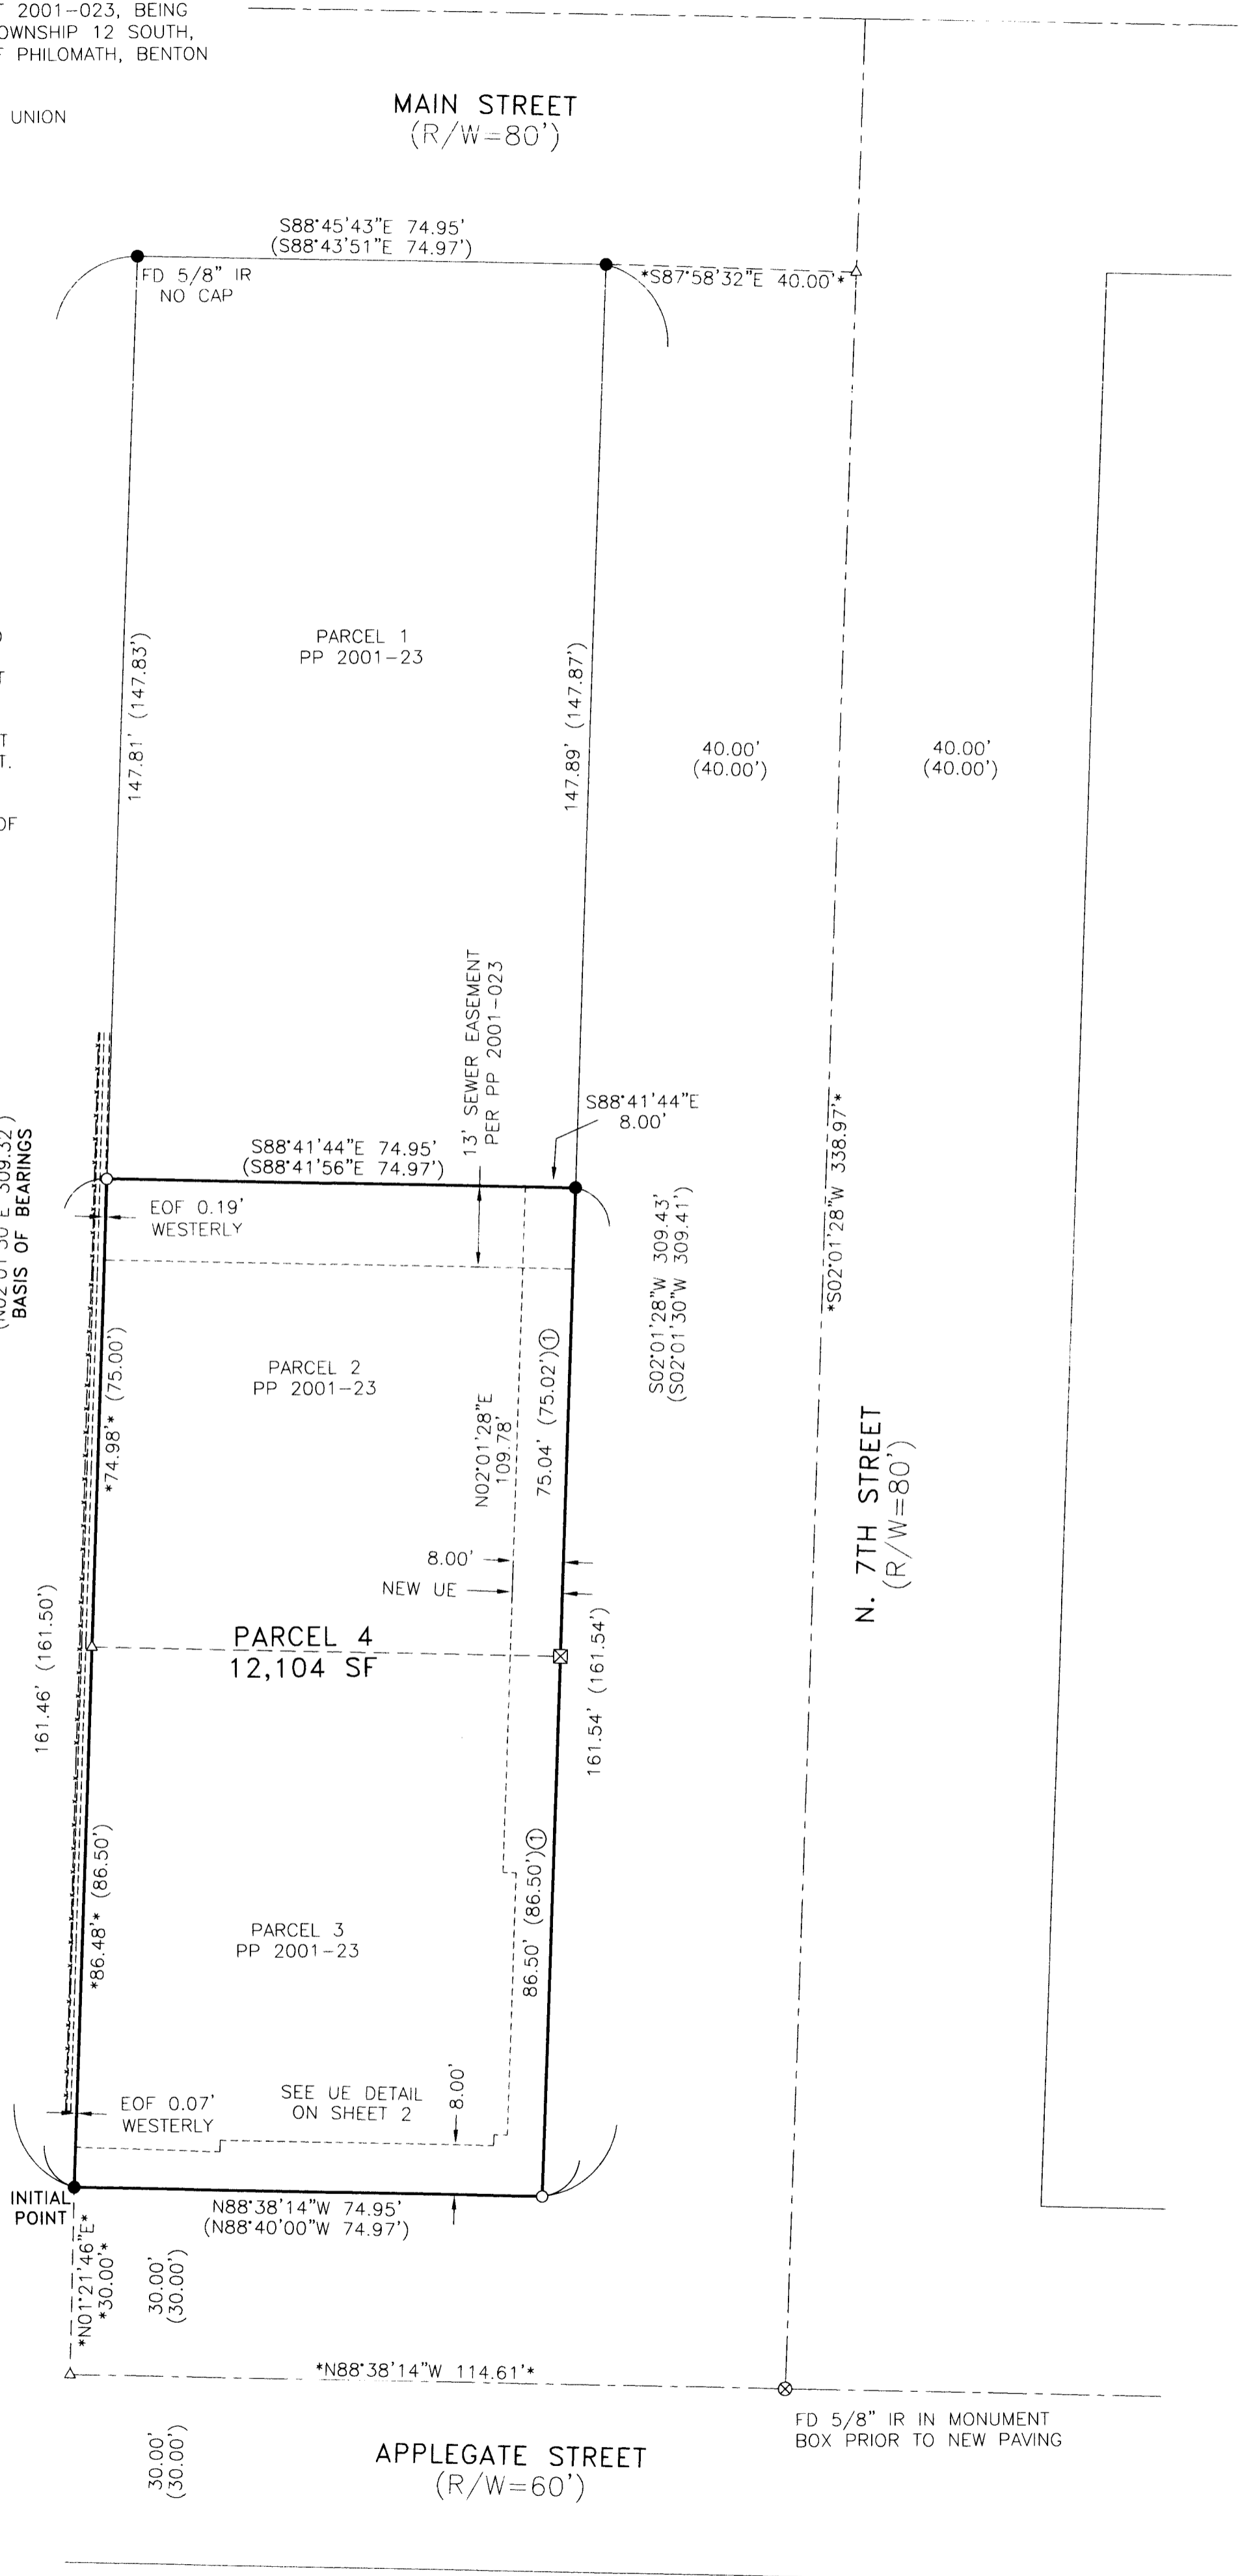 2001-023, BEING
TOWNSHIP 12 SOUTH,
PHILOMATH, BENTON
UNION
MAIN STREET
(R/W=80')
S88°45'43"E 74.95'
(S88°43'51"E 74.97')
FD 5/8" IR
NO CAP
*S87°58'32"E 40.00'*
PARCEL 1
PP 2001-23
147.81' (147.83')
147.89' (147.87')
40.00'
(40.00')
40.00'
(40.00')
OF
13' SEWER EASEMENT
PER PP 2001-023
S88°41'44"E
8.00'
S88°41'44"E 74.95'
(S88°41'56"E 74.97')
(N02°01'30"E 309.32')
BASIS OF BEARINGS
EOF 0.19'
WESTERLY
S02°01'28"W 309.43'
(S02°01'30"W 309.41')
*S02°01'28"W 338.97'*
*74.98'* (75.00')
PARCEL 2
PP 2001-23
N02°01'28"E
109.78'
75.04' (75.02')①
N. 7TH STREET
(R/W=80')
8.00'
NEW UE
161.46' (161.50')
PARCEL 4
12,104 SF
161.54' (161.54')
*86.48'* (86.50')
86.50' (86.50')①
PARCEL 3
PP 2001-23
EOF 0.07'
WESTERLY
SEE UE DETAIL
ON SHEET 2
8.00'
INITIAL
POINT
N88°38'14"W 74.95'
(N88°40'00"W 74.97')
*N01°21'46"E*
*30.00'*
30.00'
(30.00')
*N88°38'14"W 114.61'*
FD 5/8" IR IN MONUMENT
BOX PRIOR TO NEW PAVING
30.00'
(30.00')
APPLEGATE STREET
(R/W=60')